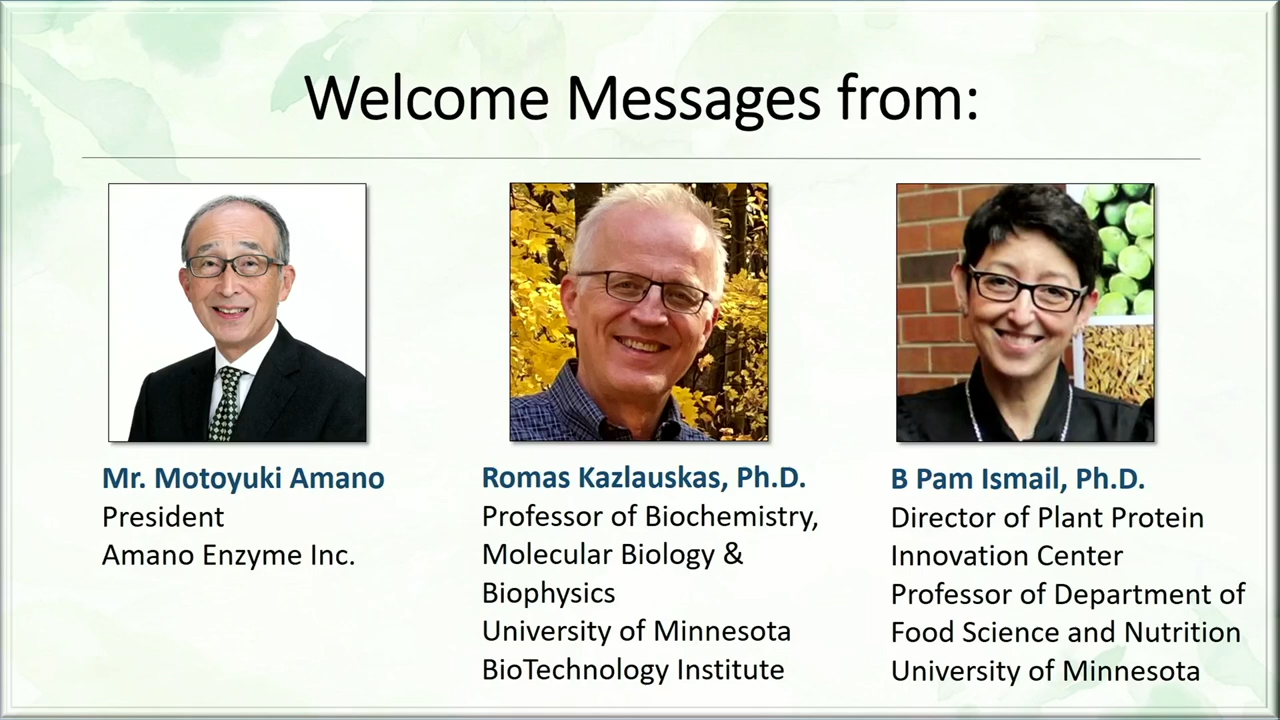 Welcome Messages from:
Mr. Motoyuki Amano
President
Amano Enzyme Inc.
Romas Kazlauskas, Ph.D.
Professor of Biochemistry,
Molecular Biology &
Biophysics
University of Minnesota
BioTechnology Institute
B Pam Ismail, Ph.D.
Director of Plant Protein
Innovation Center
Professor of Department of
Food Science and Nutrition
University of Minnesota